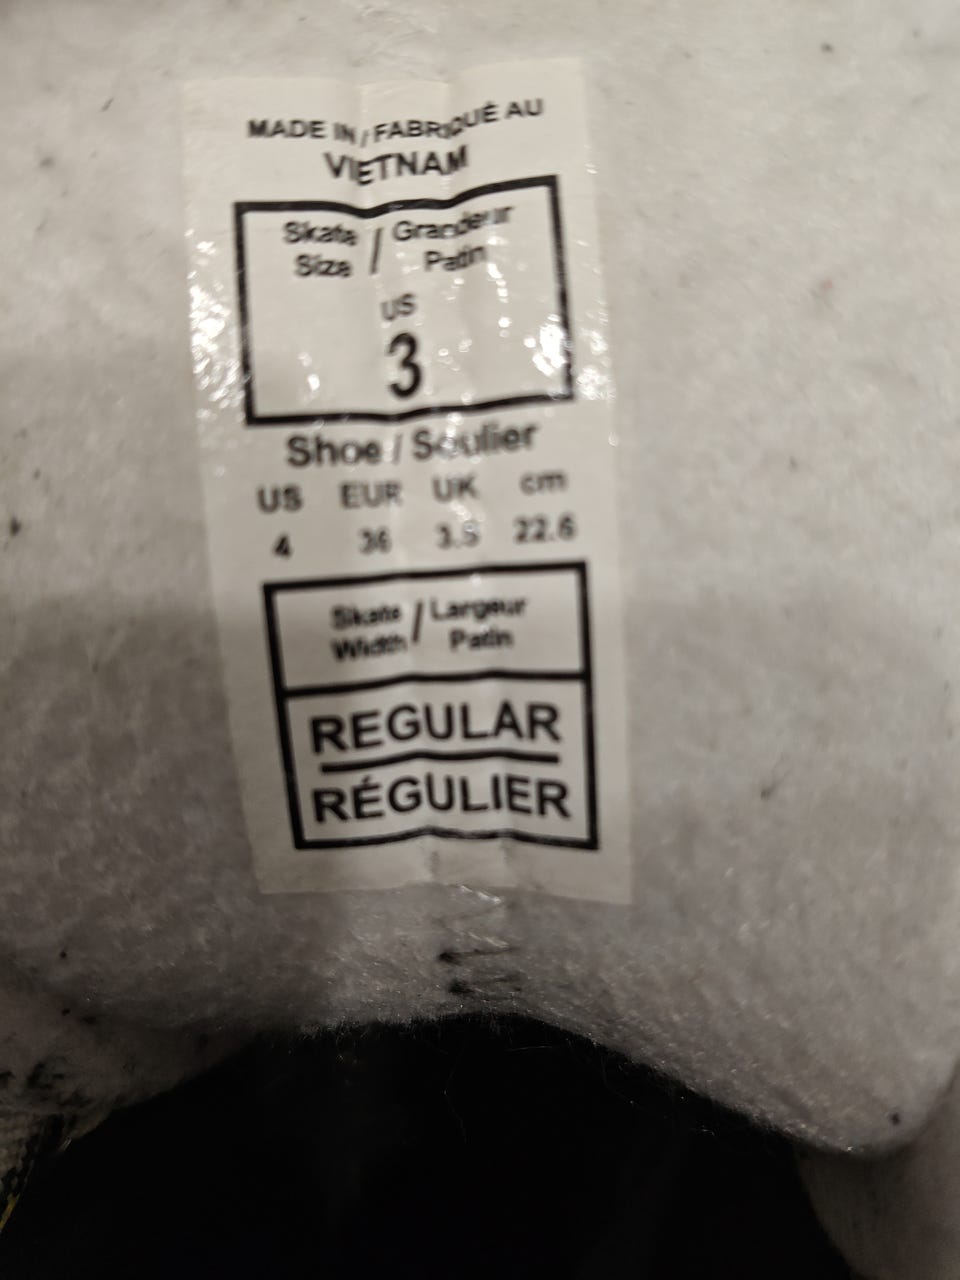 MADE IN / FABRIQUÉ AU
VIETNAM
Skate Size / Grandeur Patin
US
3
Shoe / Soulier
US EUR UK cm
4 36 3.5 22.6
Skate Width / Largeur Patin
REGULAR
RÉGULIER